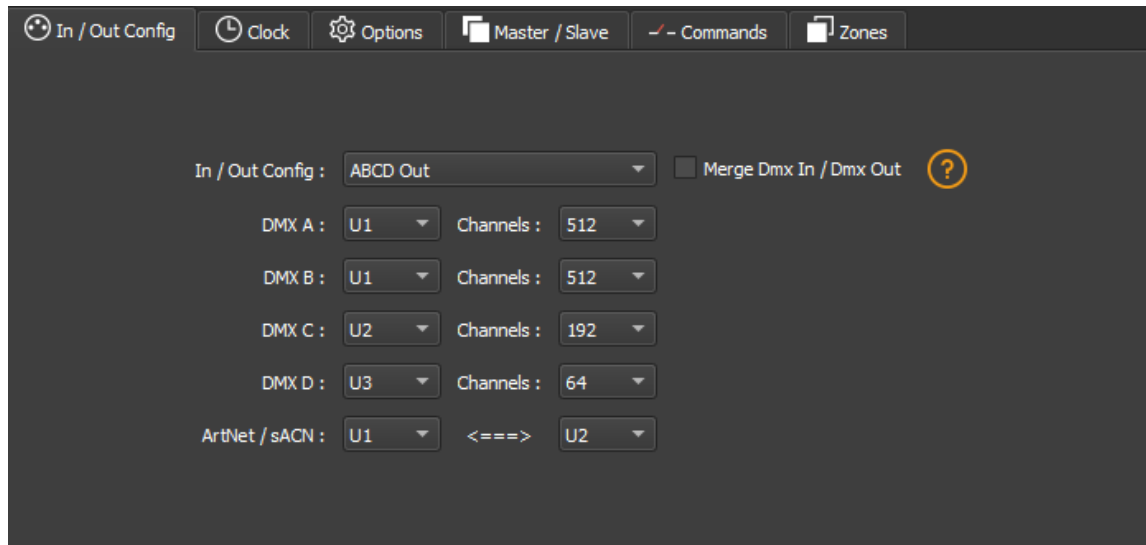 In / Out Config Clock Options Master / Slave Commands Zones
In / Out Config : ABCD Out Merge Dmx In / Dmx Out ?
DMX A : U1 Channels : 512
DMX B : U1 Channels : 512
DMX C : U2 Channels : 192
DMX D : U3 Channels : 64
ArtNet / sACN : U1 <===> U2